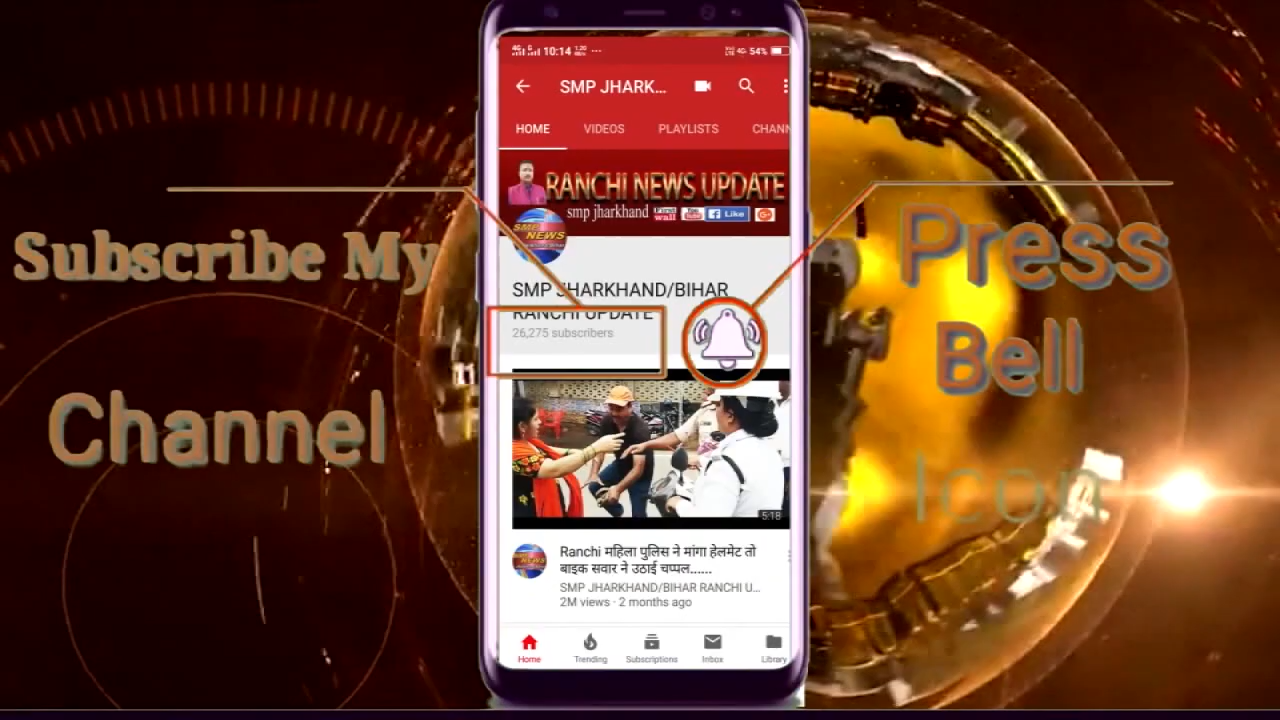 Subscribe My
Channel
Press
Bell
Icon
10:14
54%
SMP JHARK...
HOME VIDEOS PLAYLISTS CHANN
RANCHI NEWS UPDATE
smp jharkhand
Like
G+
NEWS
SMP JHARKHAND/BIHAR
RANCHI UPDATE
26,275 subscribers
5:18
Ranchi महिला पुलिस ने मांगा हेलमेट तो
बाइक सवार ने उठाई चप्पल......
SMP JHARKHAND/BIHAR RANCHI U...
2M views · 2 months ago
Home Trending Subscriptions Inbox Library